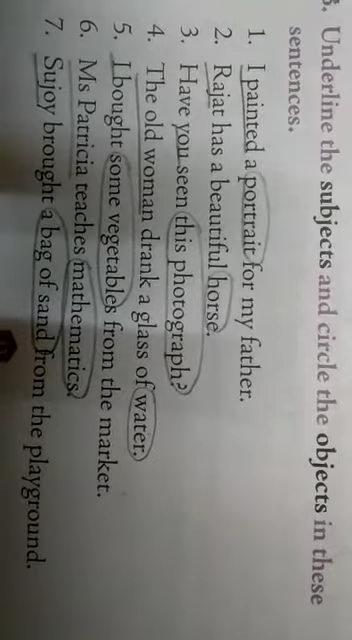 . Underline the subjects and circle the objects in these
sentences.
1. I painted a portrait for my father.
2. Rajat has a beautiful horse.
3. Have you seen this photograph?
4. The old woman drank a glass of water.
5. I bought some vegetables from the market.
6. Ms Patricia teaches mathematics.
7. Sujoy brought a bag of sand from the playground.